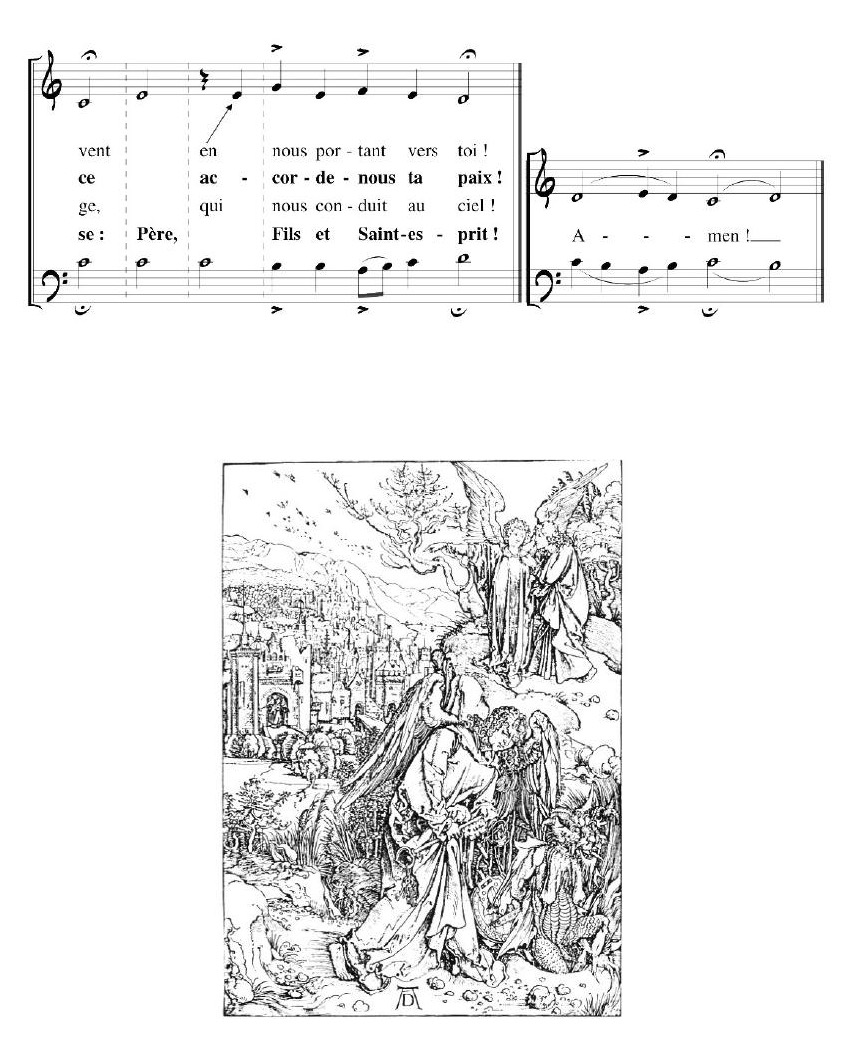 vent en nous por - tant vers toi !
ce ac - cor - de - nous ta paix !
ge, qui nous con - duit au ciel !
se : Père, Fils et Saint-es - prit !
A - - - men !
AD